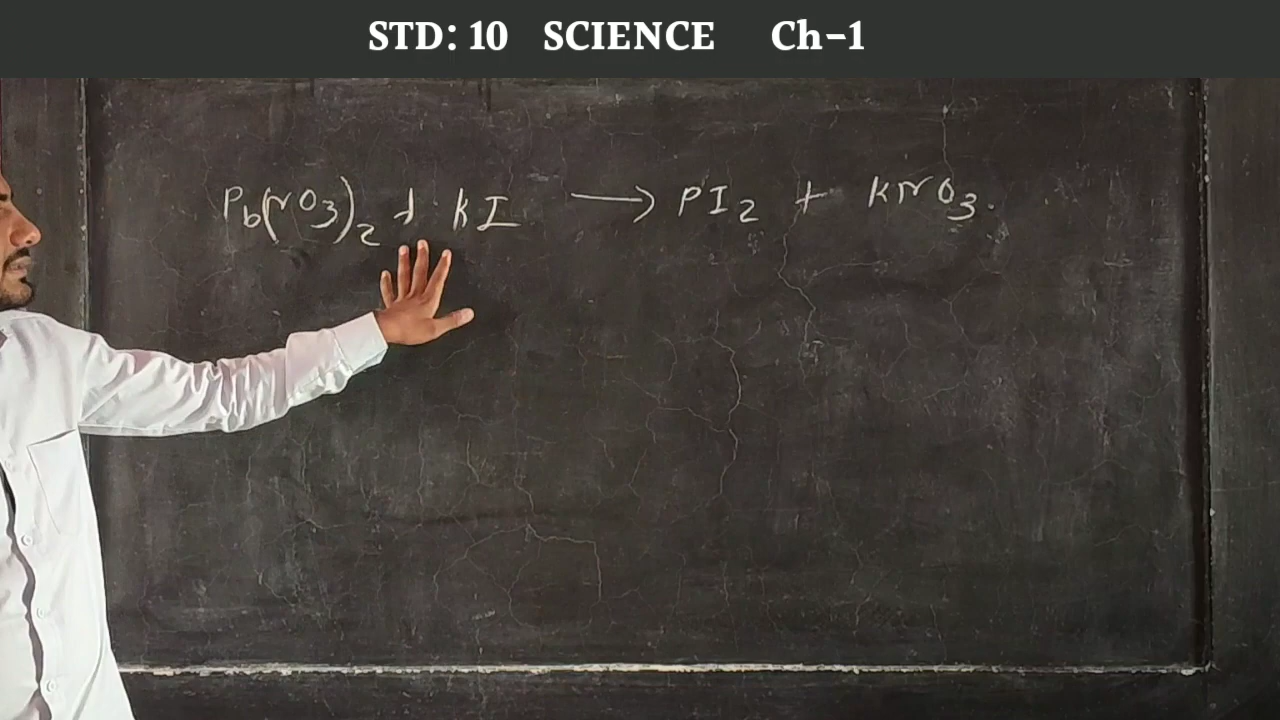 STD: 10 SCIENCE Ch-1
Pb(NO3)2 + kI → PI2 + kNO3.